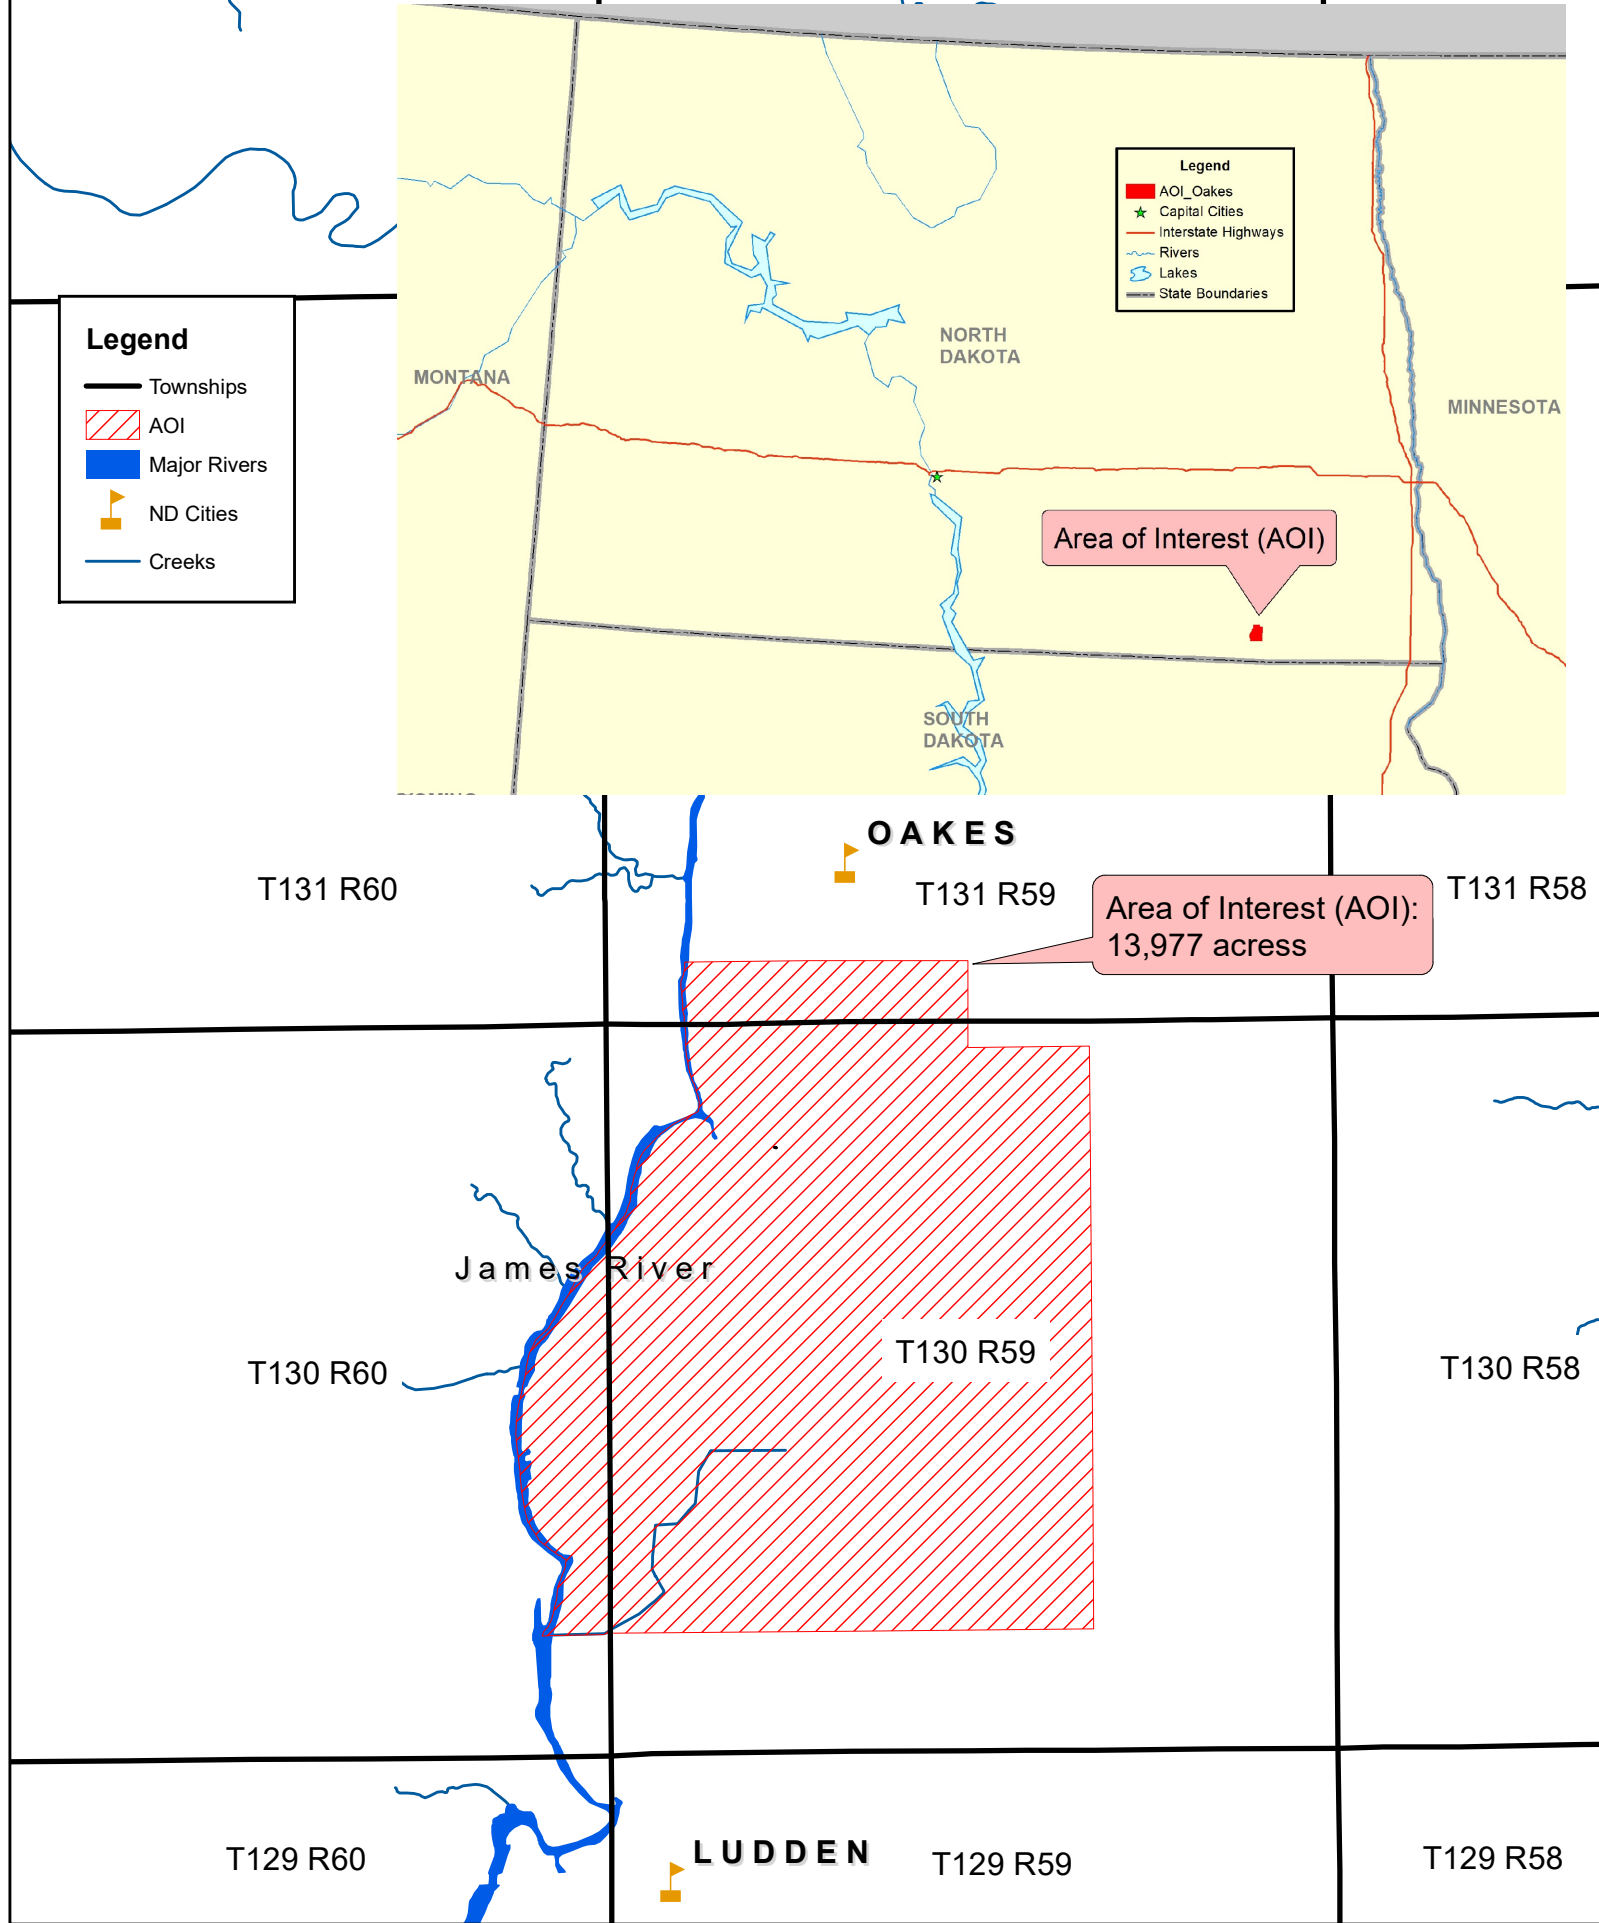 Legend
AOI_Oakes
Capital Cities
Interstate Highways
Rivers
Lakes
State Boundaries
NORTH
DAKOTA
MONTANA
MINNESOTA
Area of Interest (AOI)
SOUTH
DAKOTA
Legend
Townships
AOI
Major Rivers
ND Cities
Creeks
OAKES
T131 R60
T131 R59
T131 R58
Area of Interest (AOI):
13,977 acress
James River
T130 R60
T130 R59
T130 R58
LUDDEN
T129 R60
T129 R59
T129 R58